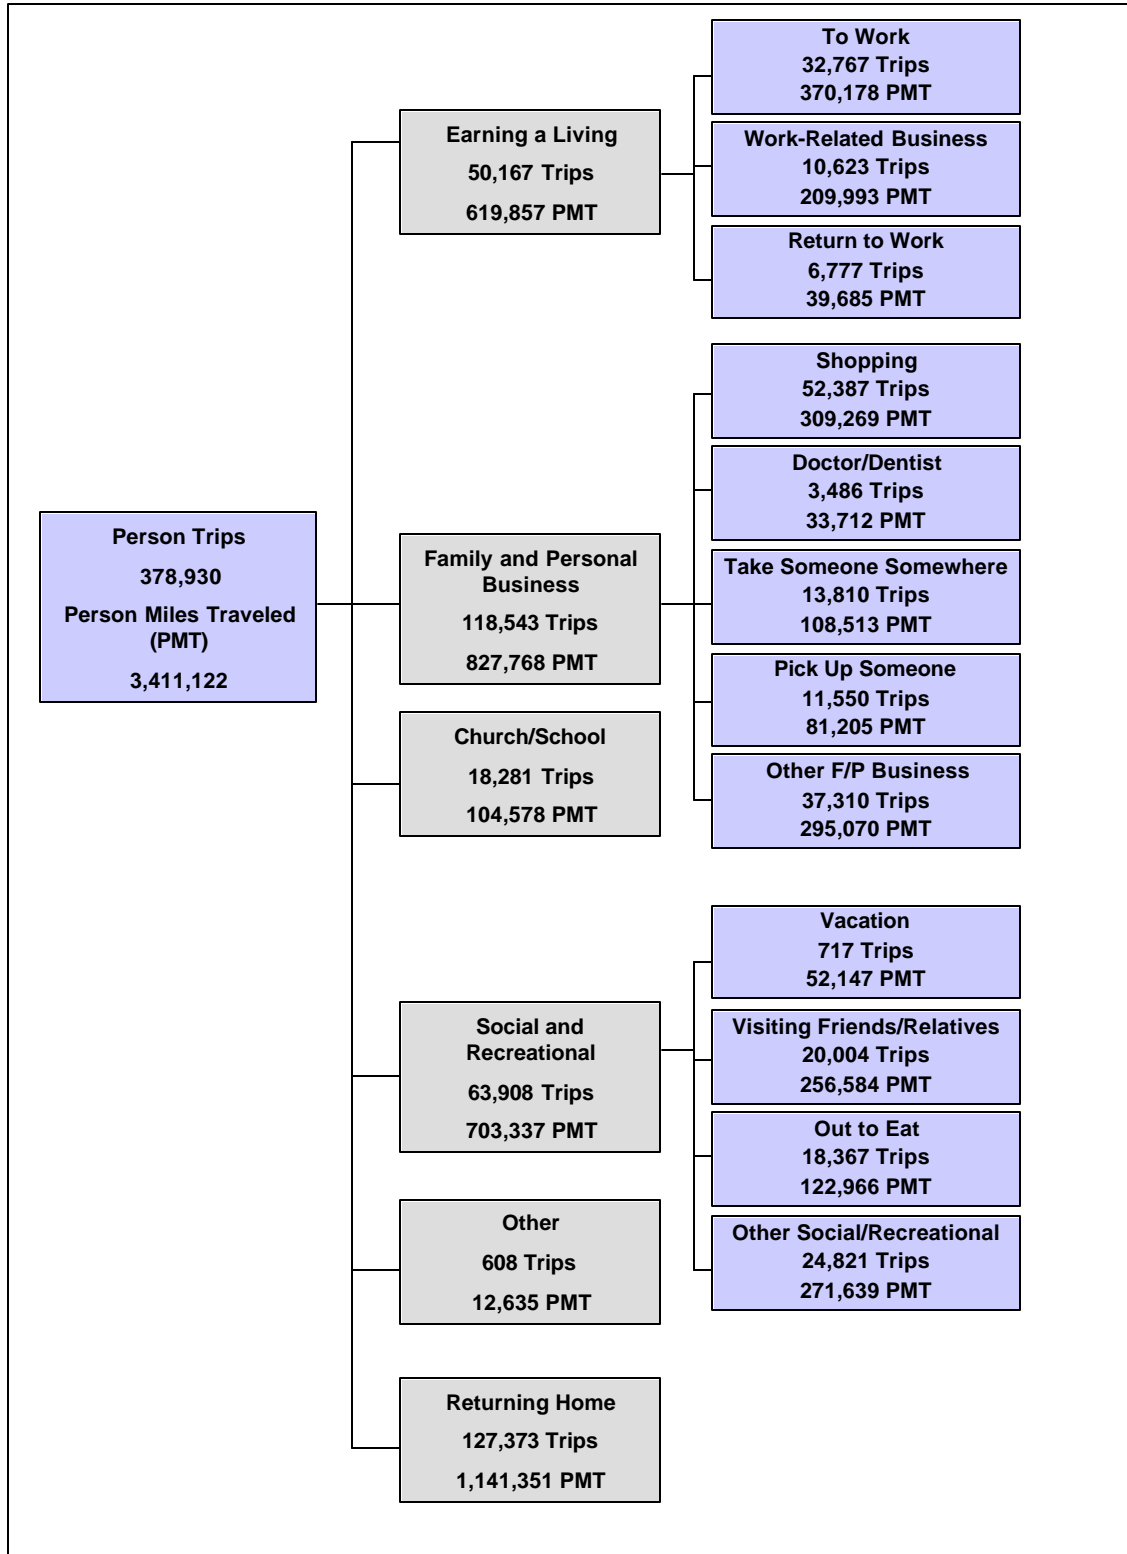 Person Trips
378,930
Person Miles Traveled
(PMT)
3,411,122
Earning a Living
50,167 Trips
619,857 PMT
To Work
32,767 Trips
370,178 PMT
Work-Related Business
10,623 Trips
209,993 PMT
Return to Work
6,777 Trips
39,685 PMT
Family and Personal
Business
118,543 Trips
827,768 PMT
Shopping
52,387 Trips
309,269 PMT
Doctor/Dentist
3,486 Trips
33,712 PMT
Take Someone Somewhere
13,810 Trips
108,513 PMT
Pick Up Someone
11,550 Trips
81,205 PMT
Other F/P Business
37,310 Trips
295,070 PMT
Church/School
18,281 Trips
104,578 PMT
Social and
Recreational
63,908 Trips
703,337 PMT
Vacation
717 Trips
52,147 PMT
Visiting Friends/Relatives
20,004 Trips
256,584 PMT
Out to Eat
18,367 Trips
122,966 PMT
Other Social/Recreational
24,821 Trips
271,639 PMT
Other
608 Trips
12,635 PMT
Returning Home
127,373 Trips
1,141,351 PMT